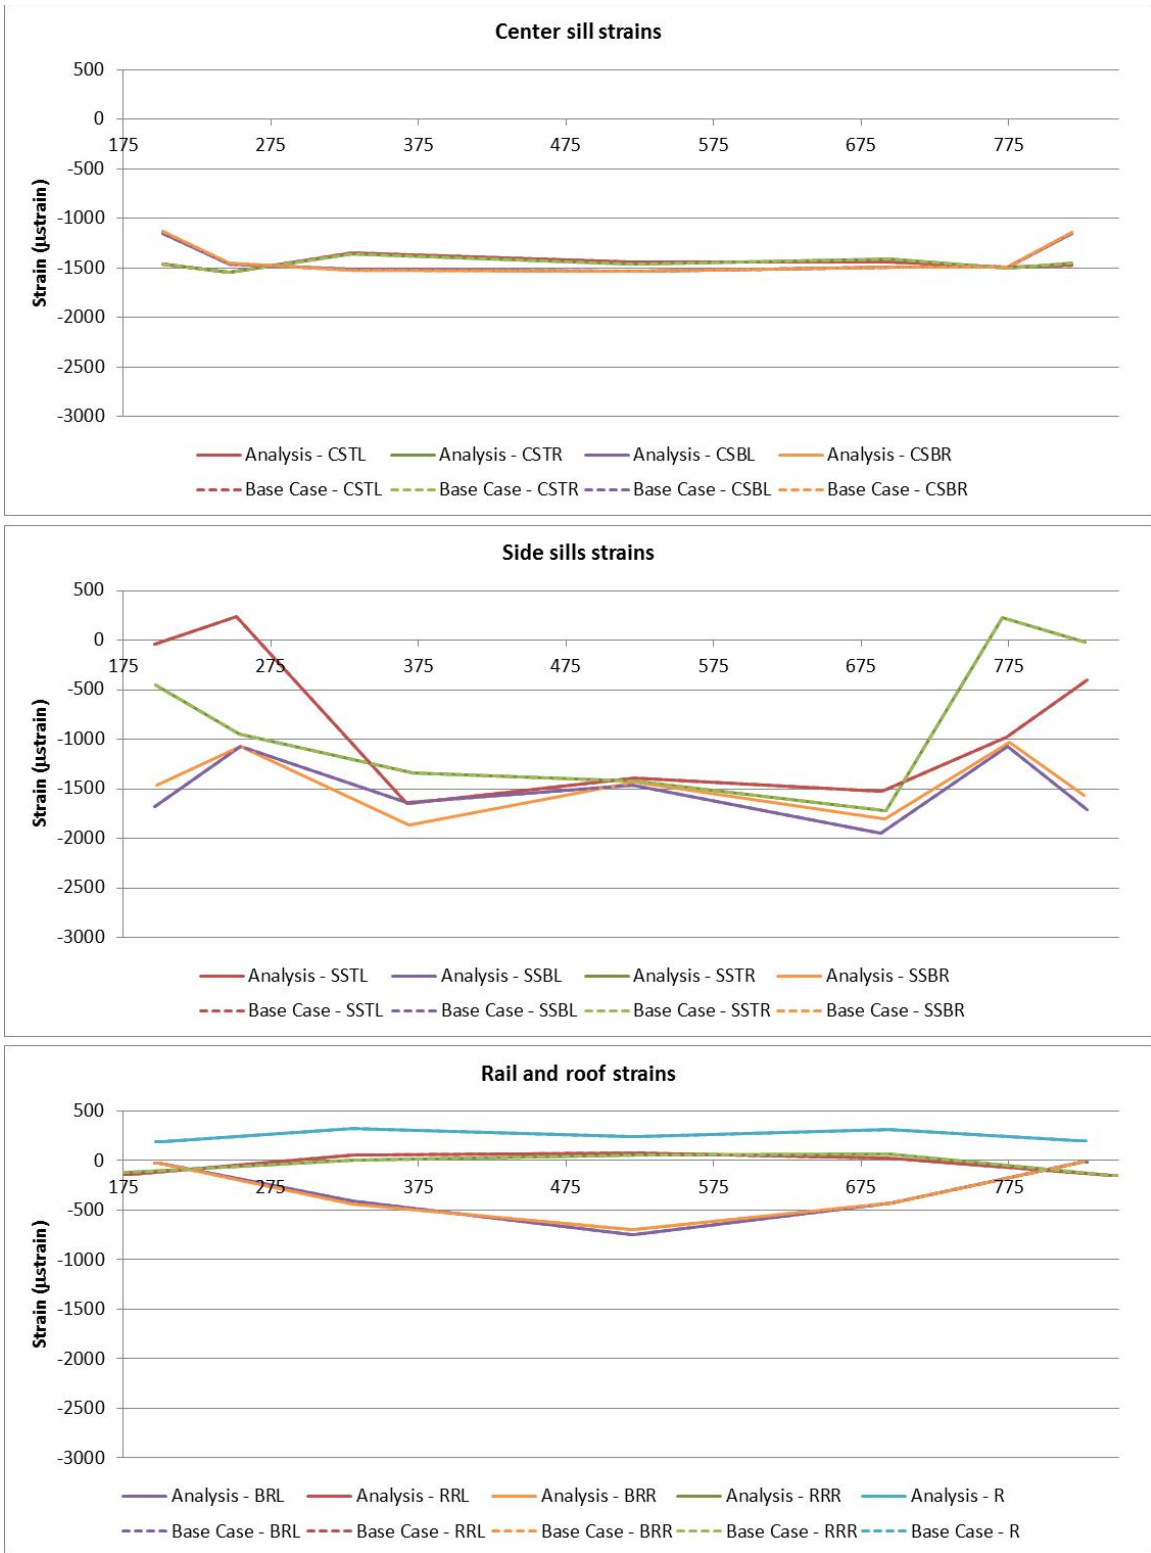 Center sill strains
500
0
175 275 375 475 575 675 775
-500
-1000
-1500
-2000
-2500
-3000
Strain (µstrain)
Analysis - CSTL Analysis - CSTR Analysis - CSBL Analysis - CSBR
Base Case - CSTL Base Case - CSTR Base Case - CSBL Base Case - CSBR
Side sills strains
500
0
175 275 375 475 575 675 775
-500
-1000
-1500
-2000
-2500
-3000
Strain (µstrain)
Analysis - SSTL Analysis - SSBL Analysis - SSTR Analysis - SSBR
Base Case - SSTL Base Case - SSBL Base Case - SSTR Base Case - SSBR
Rail and roof strains
500
0
175 275 375 475 575 675 775
-500
-1000
-1500
-2000
-2500
-3000
Strain (µstrain)
Analysis - BRL Analysis - RRL Analysis - BRR Analysis - RRR Analysis - R
Base Case - BRL Base Case - RRL Base Case - BRR Base Case - RRR Base Case - R